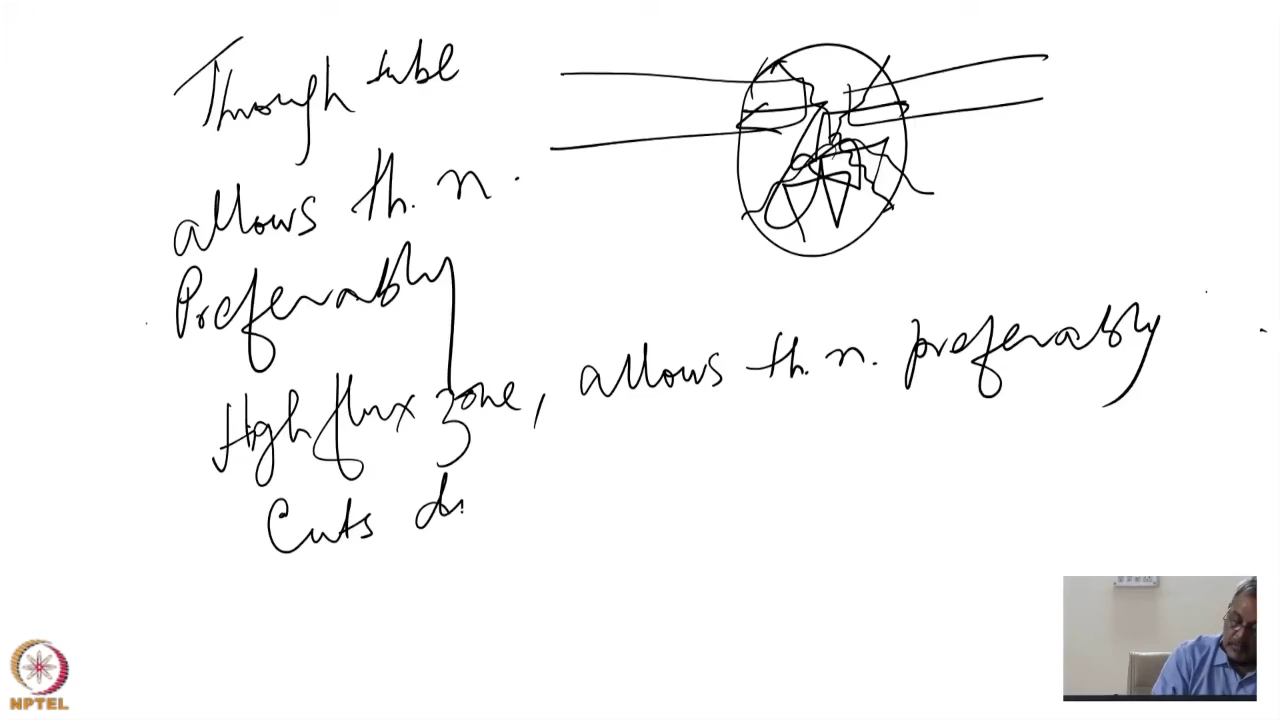 Through tube
allows th. n.
Preferably
High flux zone, allows th. n. preferably
Cuts
NPTEL